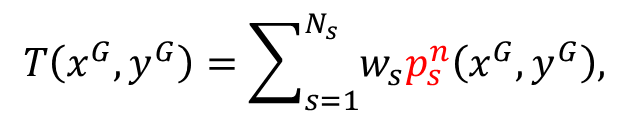 T(x^G, y^G) = ∑_{s=1}^{N_s} w_s p_s^n(x^G, y^G),